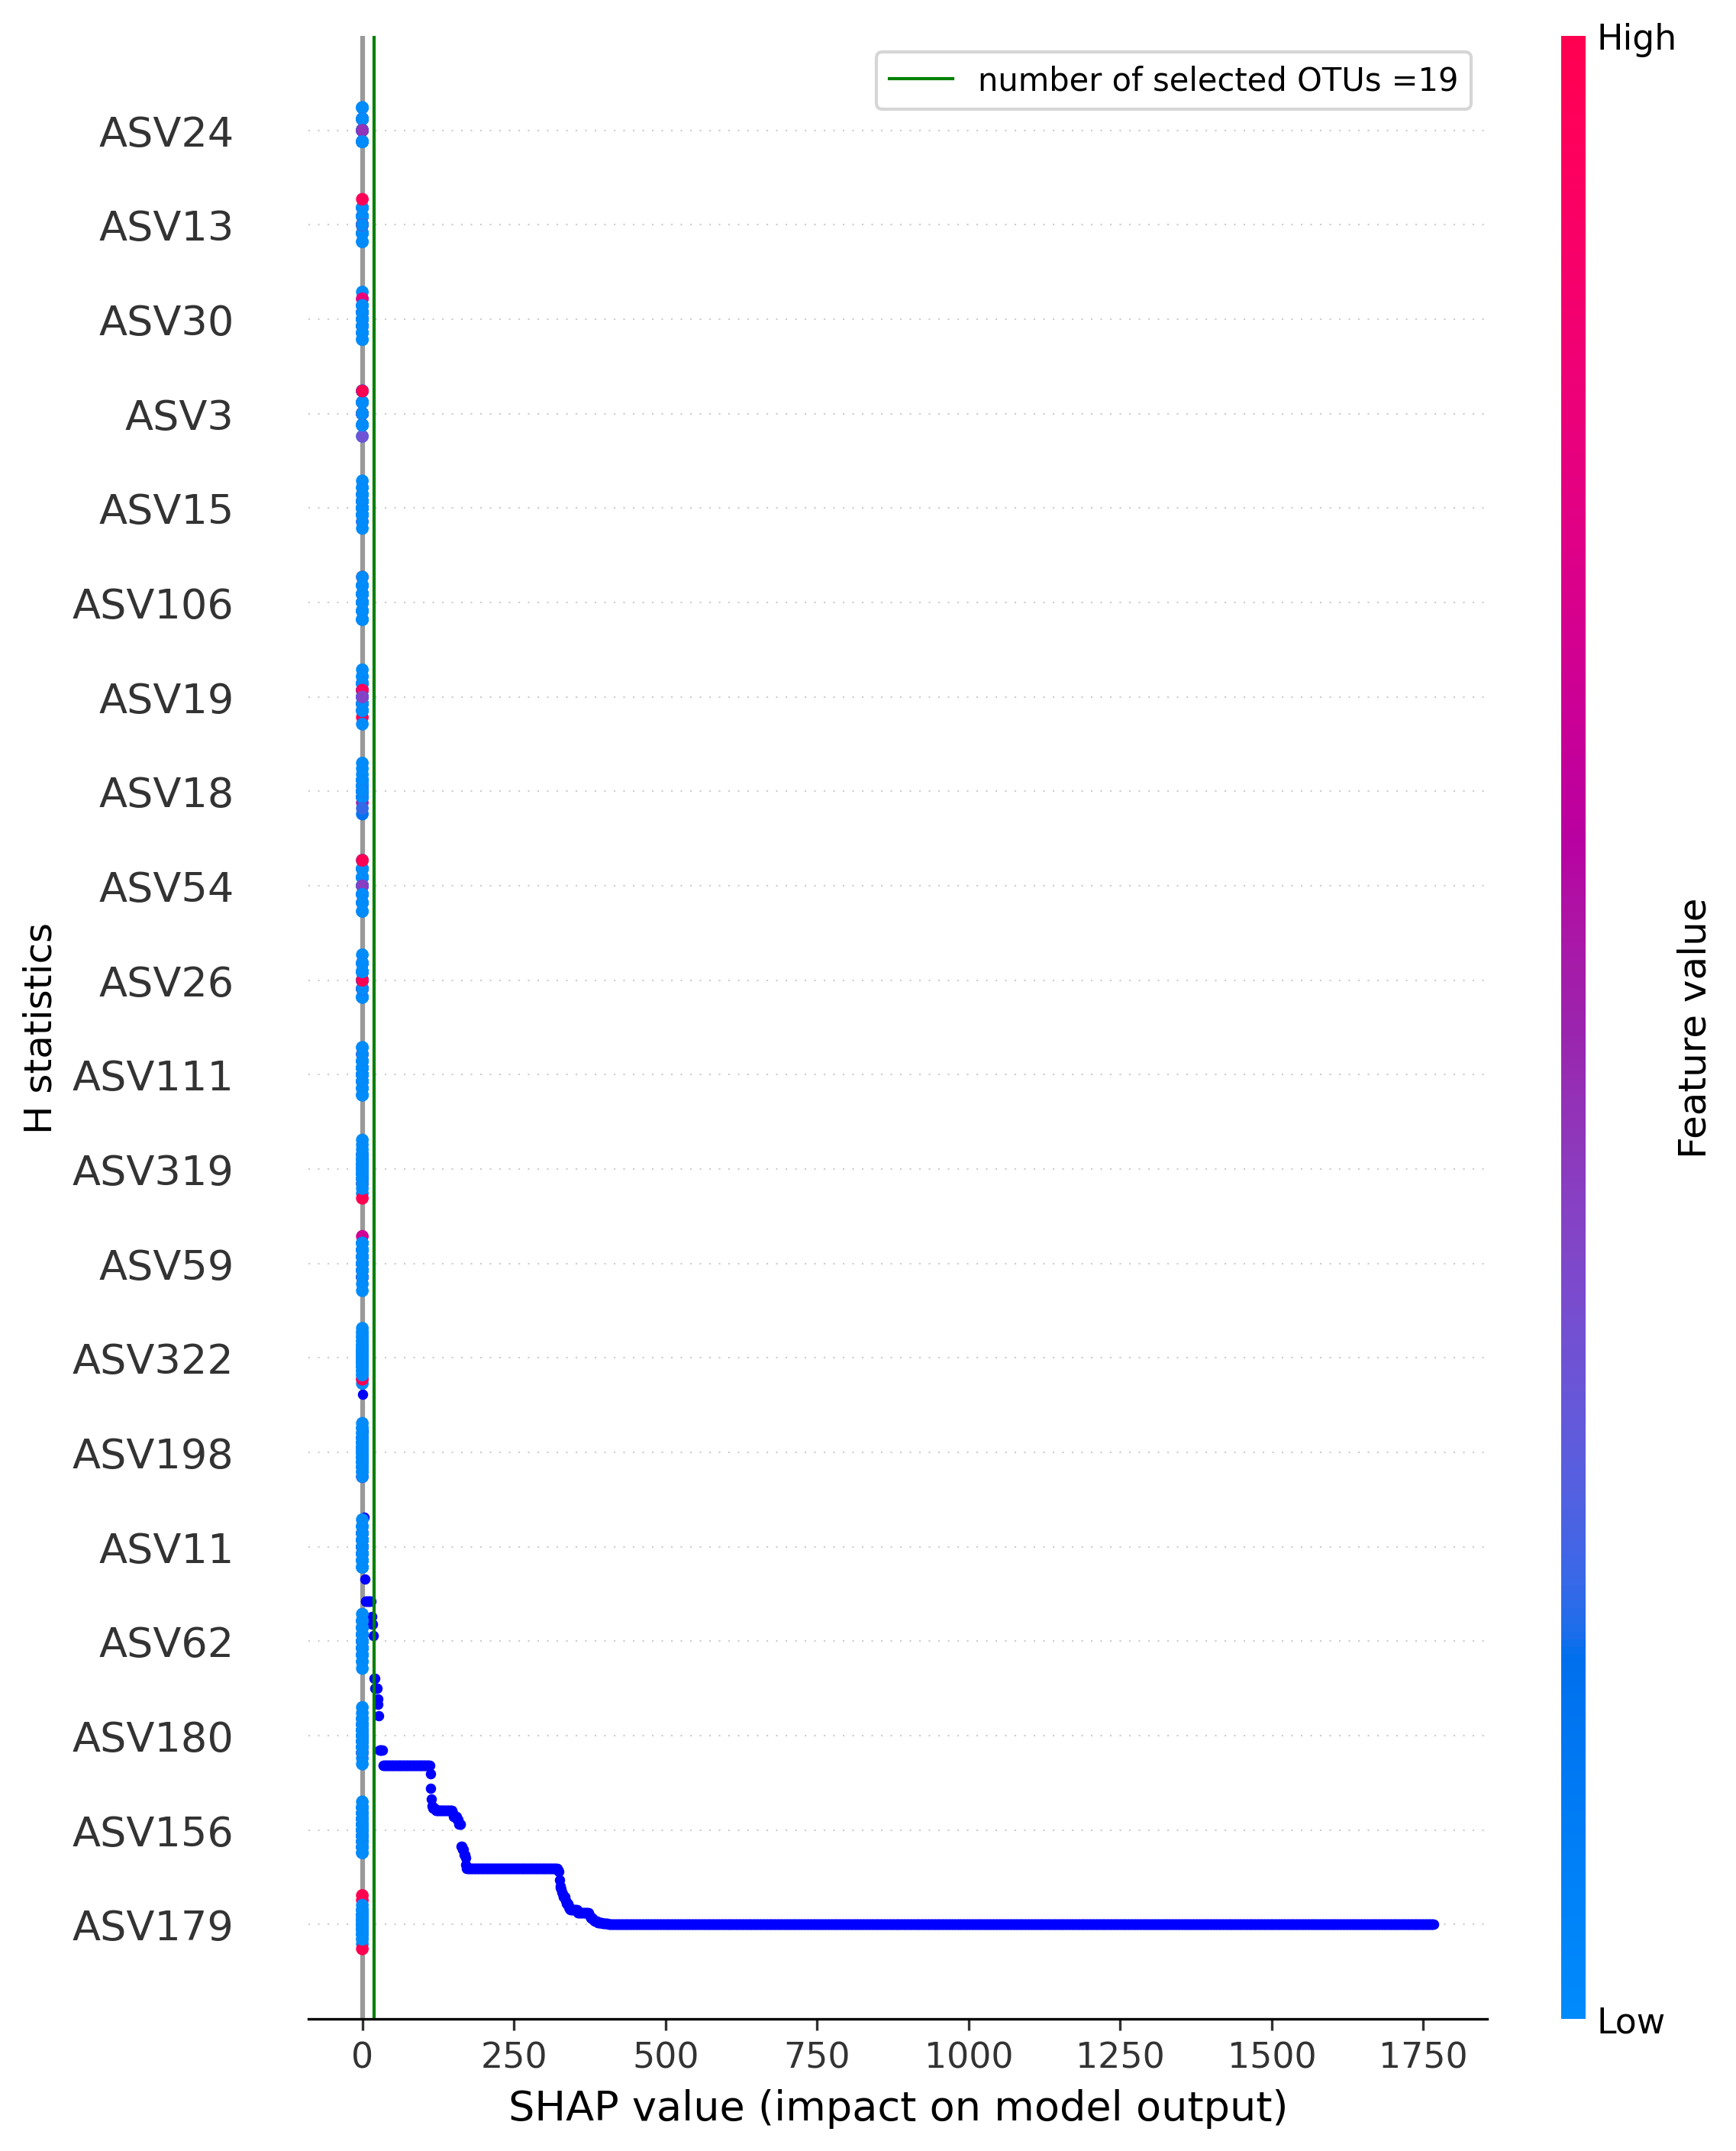 number of selected OTUs =19
High
ASV24
ASV13
ASV30
ASV3
ASV15
ASV106
ASV19
ASV18
ASV54
ASV26
ASV111
ASV319
ASV59
ASV322
ASV198
ASV11
ASV62
ASV180
ASV156
ASV179
H statistics
Feature value
Low
0 250 500 750 1000 1250 1500 1750
SHAP value (impact on model output)